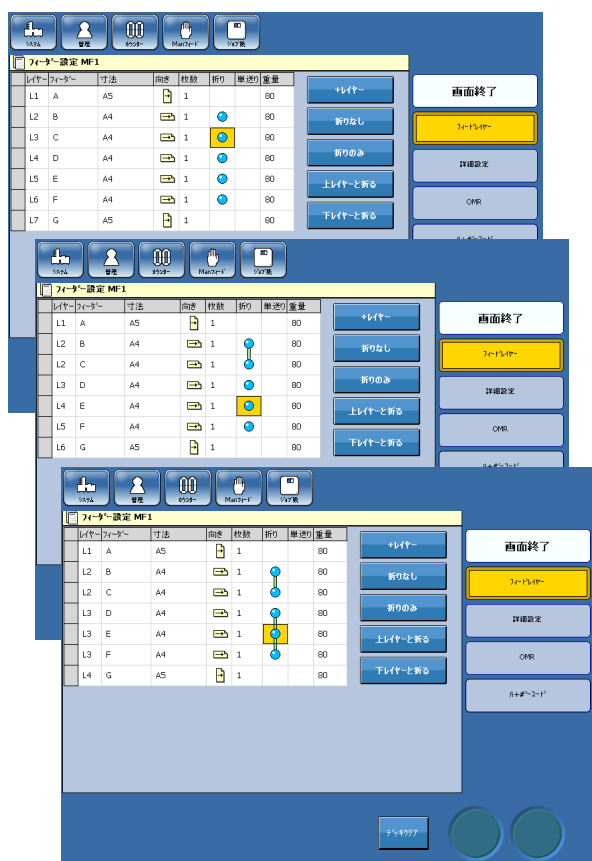 システム 管理 カウンター Manフィード ジョブ機
フィーダー設定 MF1
レイヤー フィーダー 寸法 向き 枚数 折り 単送り 重量
L1 A A5 1 80
L2 B A4 1 80
L3 C A4 1 80
L4 D A4 1 80
L5 E A4 1 80
L6 F A4 1 80
L7 G A5 1 80
+レイヤー
折りなし
折りのみ
上レイヤーと折る
下レイヤーと折る
画面終了
フィードレイヤー
詳細設定
OMR
システム 管理 カウンター Manフィード ジョブ機
フィーダー設定 MF1
レイヤー フィーダー 寸法 向き 枚数 折り 単送り 重量
L1 A A5 1 80
L2 B A4 1 80
L2 C A4 1 80
L3 D A4 1 80
L4 E A4 1 80
L5 F A4 1 80
L6 G A5 1 80
+レイヤー
折りなし
折りのみ
上レイヤーと折る
下レイヤーと折る
画面終了
フィードレイヤー
詳細設定
OMR
システム 管理 カウンター Manフィード ジョブ機
フィーダー設定 MF1
レイヤー フィーダー 寸法 向き 枚数 折り 単送り 重量
L1 A A5 1 80
L2 B A4 1 80
L2 C A4 1 80
L3 D A4 1 80
L3 E A4 1 80
L3 F A4 1 80
L4 G A5 1 80
+レイヤー
折りなし
折りのみ
上レイヤーと折る
下レイヤーと折る
画面終了
フィードレイヤー
詳細設定
OMR
バーコード
デッキクリア